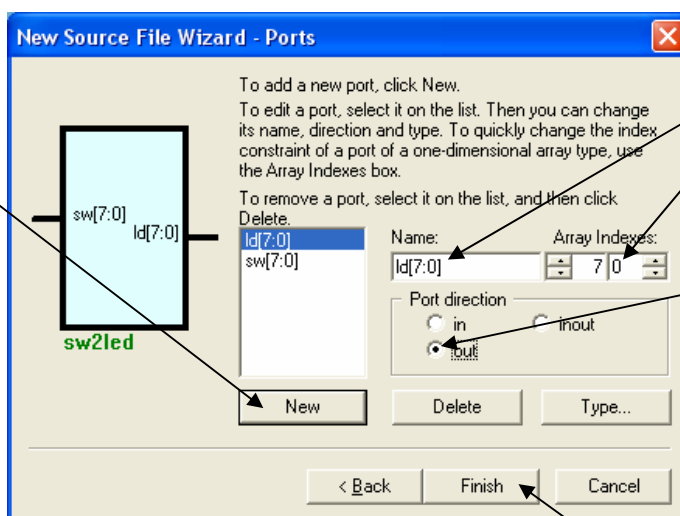 New Source File Wizard - Ports
To add a new port, click New.
To edit a port, select it on the list. Then you can change
its name, direction and type. To quickly change the index
constraint of a port of a one-dimensional array type, use
the Array Indexes box.
To remove a port, select it on the list, and then click
Delete.
sw[7:0]
ld[7:0]
sw2led
ld[7:0]
sw[7:0]
Name:
Array Indexes:
ld[7:0]
7 0
Port direction
in
inout
out
New
Delete
Type...
< Back
Finish
Cancel